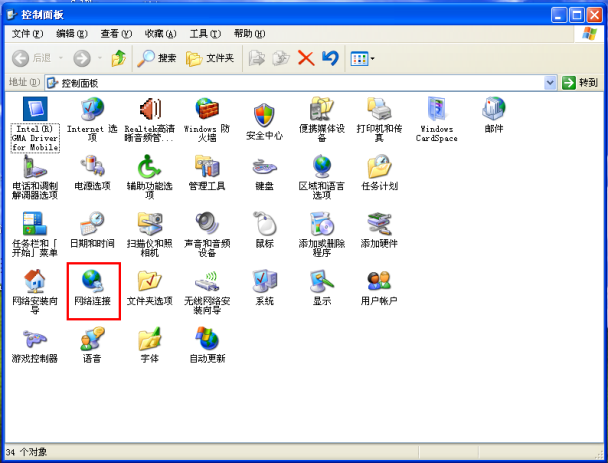 控制面板
文件(F) 编辑(E) 查看(V) 收藏(A) 工具(T) 帮助(H)
后退 搜索 文件夹
地址(D) 控制面板 转到
Intel(R) GMA Driver for Mobile
Internet 选项
Realtek高清晰音频管...
Windows 防火墙
安全中心
便携媒体设备
打印机和传真
Windows CardSpace
邮件
电话和调制解调器选项
电源选项
辅助功能选项
管理工具
键盘
区域和语言选项
任务计划
任务栏和「开始」菜单
日期和时间
扫描仪和照相机
声音和音频设备
鼠标
添加或删除程序
添加硬件
网络安装向导
网络连接
文件夹选项
无线网络安装向导
系统
显示
用户帐户
游戏控制器
语音
字体
自动更新
34 个对象